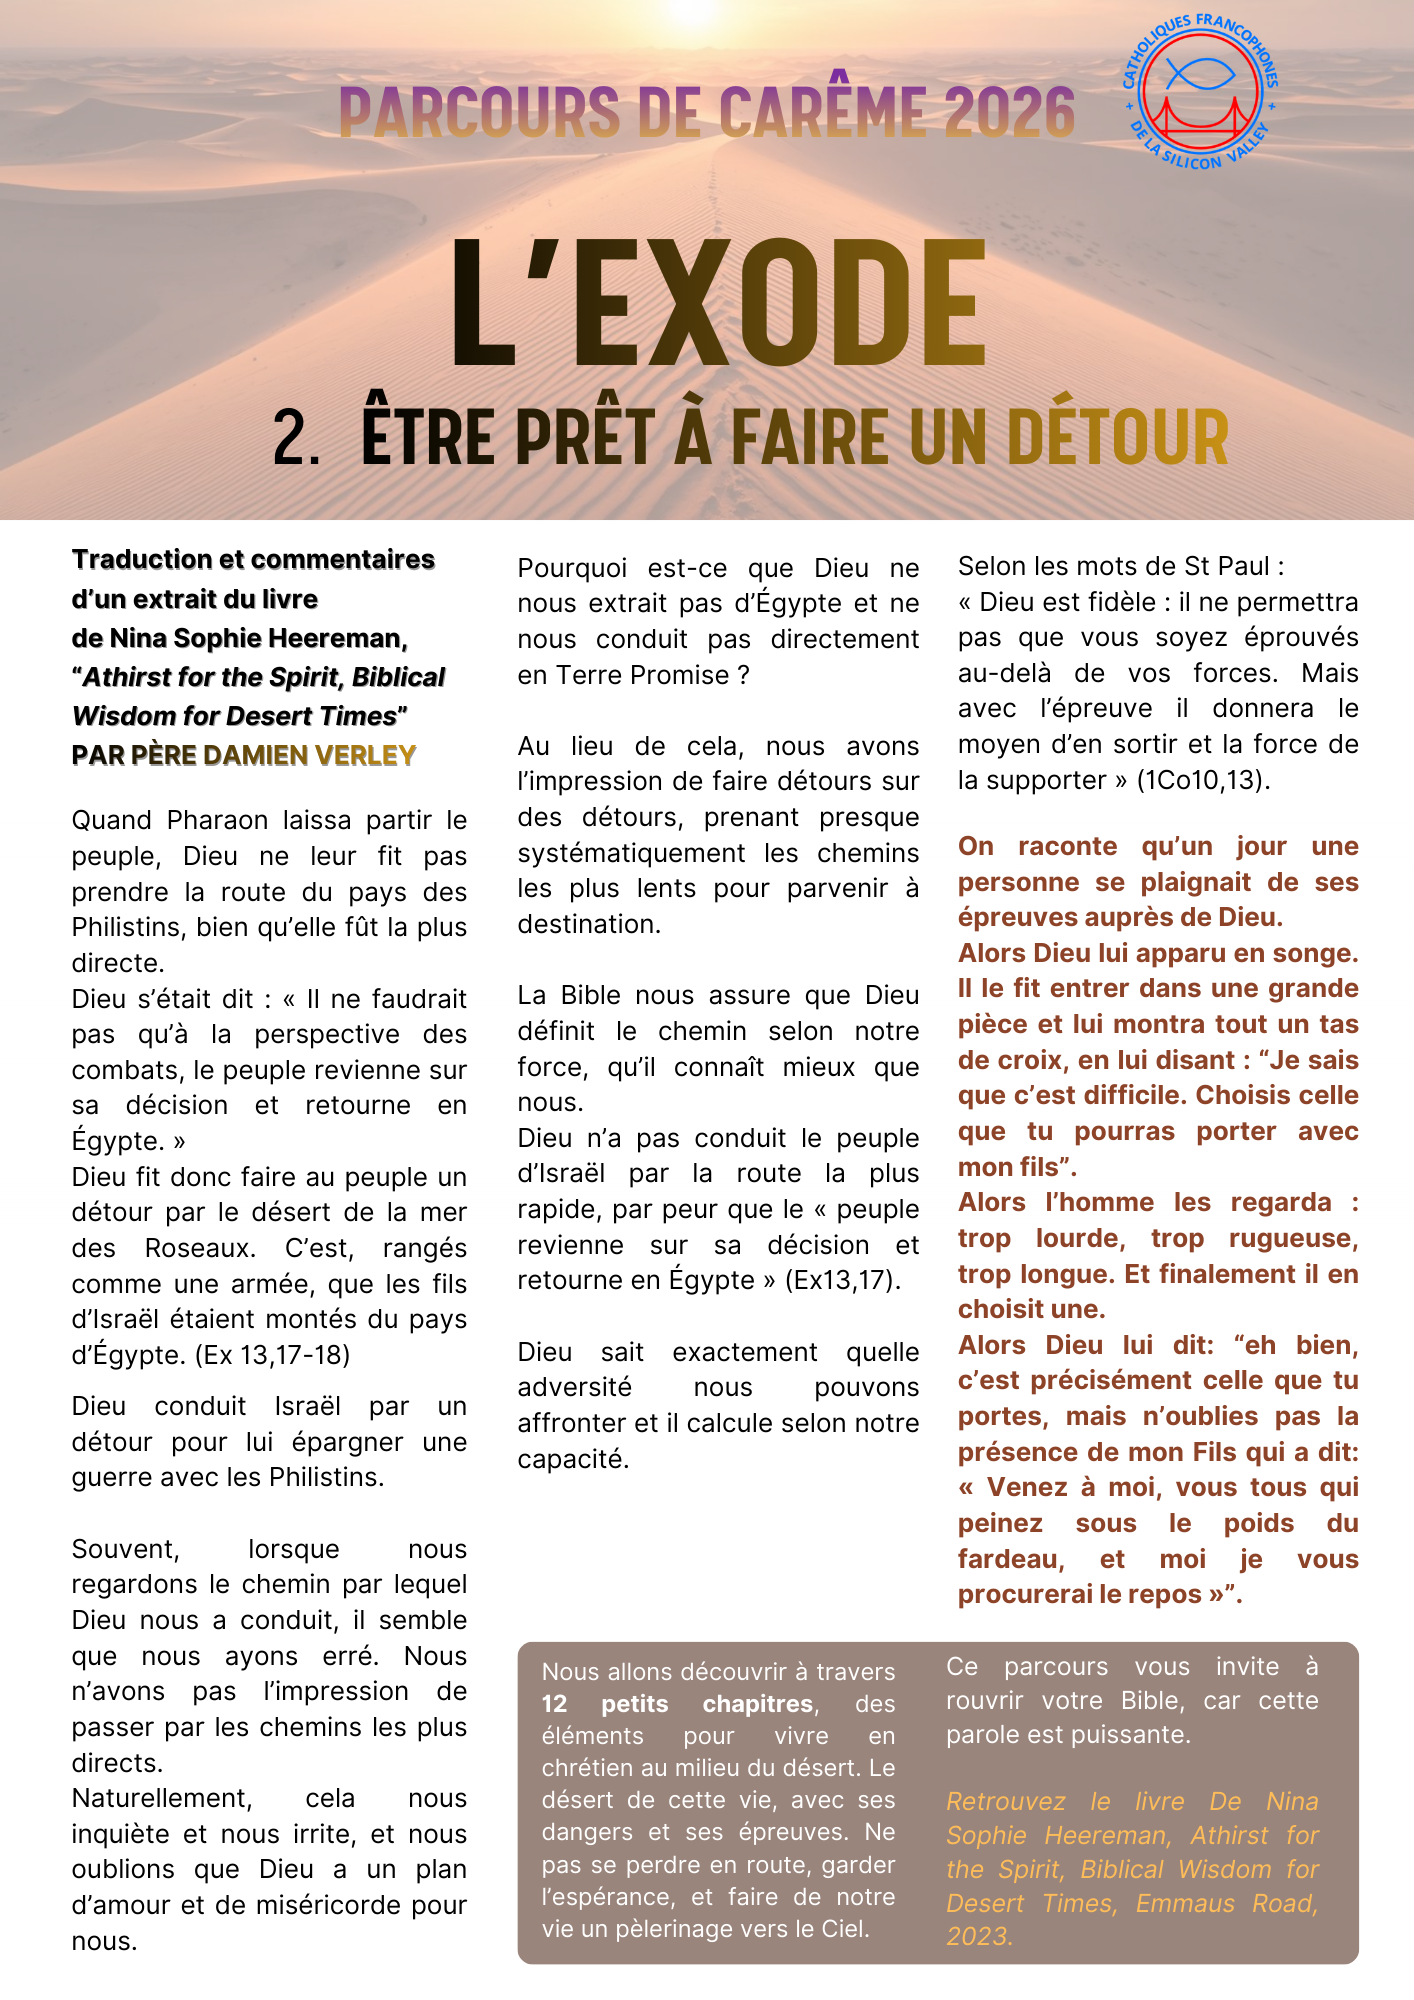 PARCOURS DE CARÊME 2026
CATHOLIQUES FRANCOPHONES
+ DE LA SILICON VALLEY +
L’EXODE
2. ÊTRE PRÊT À FAIRE UN DÉTOUR
Traduction et commentaires
d’un extrait du livre
de Nina Sophie Heereman,
“Athirst for the Spirit, Biblical
Wisdom for Desert Times”
PAR PÈRE DAMIEN VERLEY
Quand Pharaon laissa partir le
peuple, Dieu ne leur fit pas
prendre la route du pays des
Philistins, bien qu’elle fût la plus
directe.
Dieu s’était dit : « Il ne faudrait
pas qu’à la perspective des
combats, le peuple revienne sur
sa décision et retourne en
Égypte. »
Dieu fit donc faire au peuple un
détour par le désert de la mer
des Roseaux. C’est, rangés
comme une armée, que les fils
d’Israël étaient montés du pays
d’Égypte. (Ex 13,17-18)
Dieu conduit Israël par un
détour pour lui épargner une
guerre avec les Philistins.
Souvent, lorsque nous
regardons le chemin par lequel
Dieu nous a conduit, il semble
que nous ayons erré. Nous
n’avons pas l’impression de
passer par les chemins les plus
directs.
Naturellement, cela nous
inquiète et nous irrite, et nous
oublions que Dieu a un plan
d’amour et de miséricorde pour
nous.
Pourquoi est-ce que Dieu ne
nous extrait pas d’Égypte et ne
nous conduit pas directement
en Terre Promise ?
Au lieu de cela, nous avons
l’impression de faire détours sur
des détours, prenant presque
systématiquement les chemins
les plus lents pour parvenir à
destination.
La Bible nous assure que Dieu
définit le chemin selon notre
force, qu’il connaît mieux que
nous.
Dieu n’a pas conduit le peuple
d’Israël par la route la plus
rapide, par peur que le « peuple
revienne sur sa décision et
retourne en Égypte » (Ex13,17).
Dieu sait exactement quelle
adversité nous pouvons
affronter et il calcule selon notre
capacité.
Selon les mots de St Paul :
« Dieu est fidèle : il ne permettra
pas que vous soyez éprouvés
au-delà de vos forces. Mais
avec l’épreuve il donnera le
moyen d’en sortir et la force de
la supporter » (1Co10,13).
On raconte qu’un jour une
personne se plaignait de ses
épreuves auprès de Dieu.
Alors Dieu lui apparu en songe.
Il le fit entrer dans une grande
pièce et lui montra tout un tas
de croix, en lui disant : “Je sais
que c’est difficile. Choisis celle
que tu pourras porter avec
mon fils”.
Alors l’homme les regarda :
trop lourde, trop rugueuse,
trop longue. Et finalement il en
choisit une.
Alors Dieu lui dit: “eh bien,
c’est précisément celle que tu
portes, mais n’oublies pas la
présence de mon Fils qui a dit:
« Venez à moi, vous tous qui
peinez sous le poids du
fardeau, et moi je vous
procurerai le repos »”.
Nous allons découvrir à travers
12 petits chapitres, des
éléments pour vivre en
chrétien au milieu du désert. Le
désert de cette vie, avec ses
dangers et ses épreuves. Ne
pas se perdre en route, garder
l’espérance, et faire de notre
vie un pèlerinage vers le Ciel.
Ce parcours vous invite à
rouvrir votre Bible, car cette
parole est puissante.
Retrouvez le livre De Nina
Sophie Heereman, Athirst for
the Spirit, Biblical Wisdom for
Desert Times, Emmaus Road,
2023.